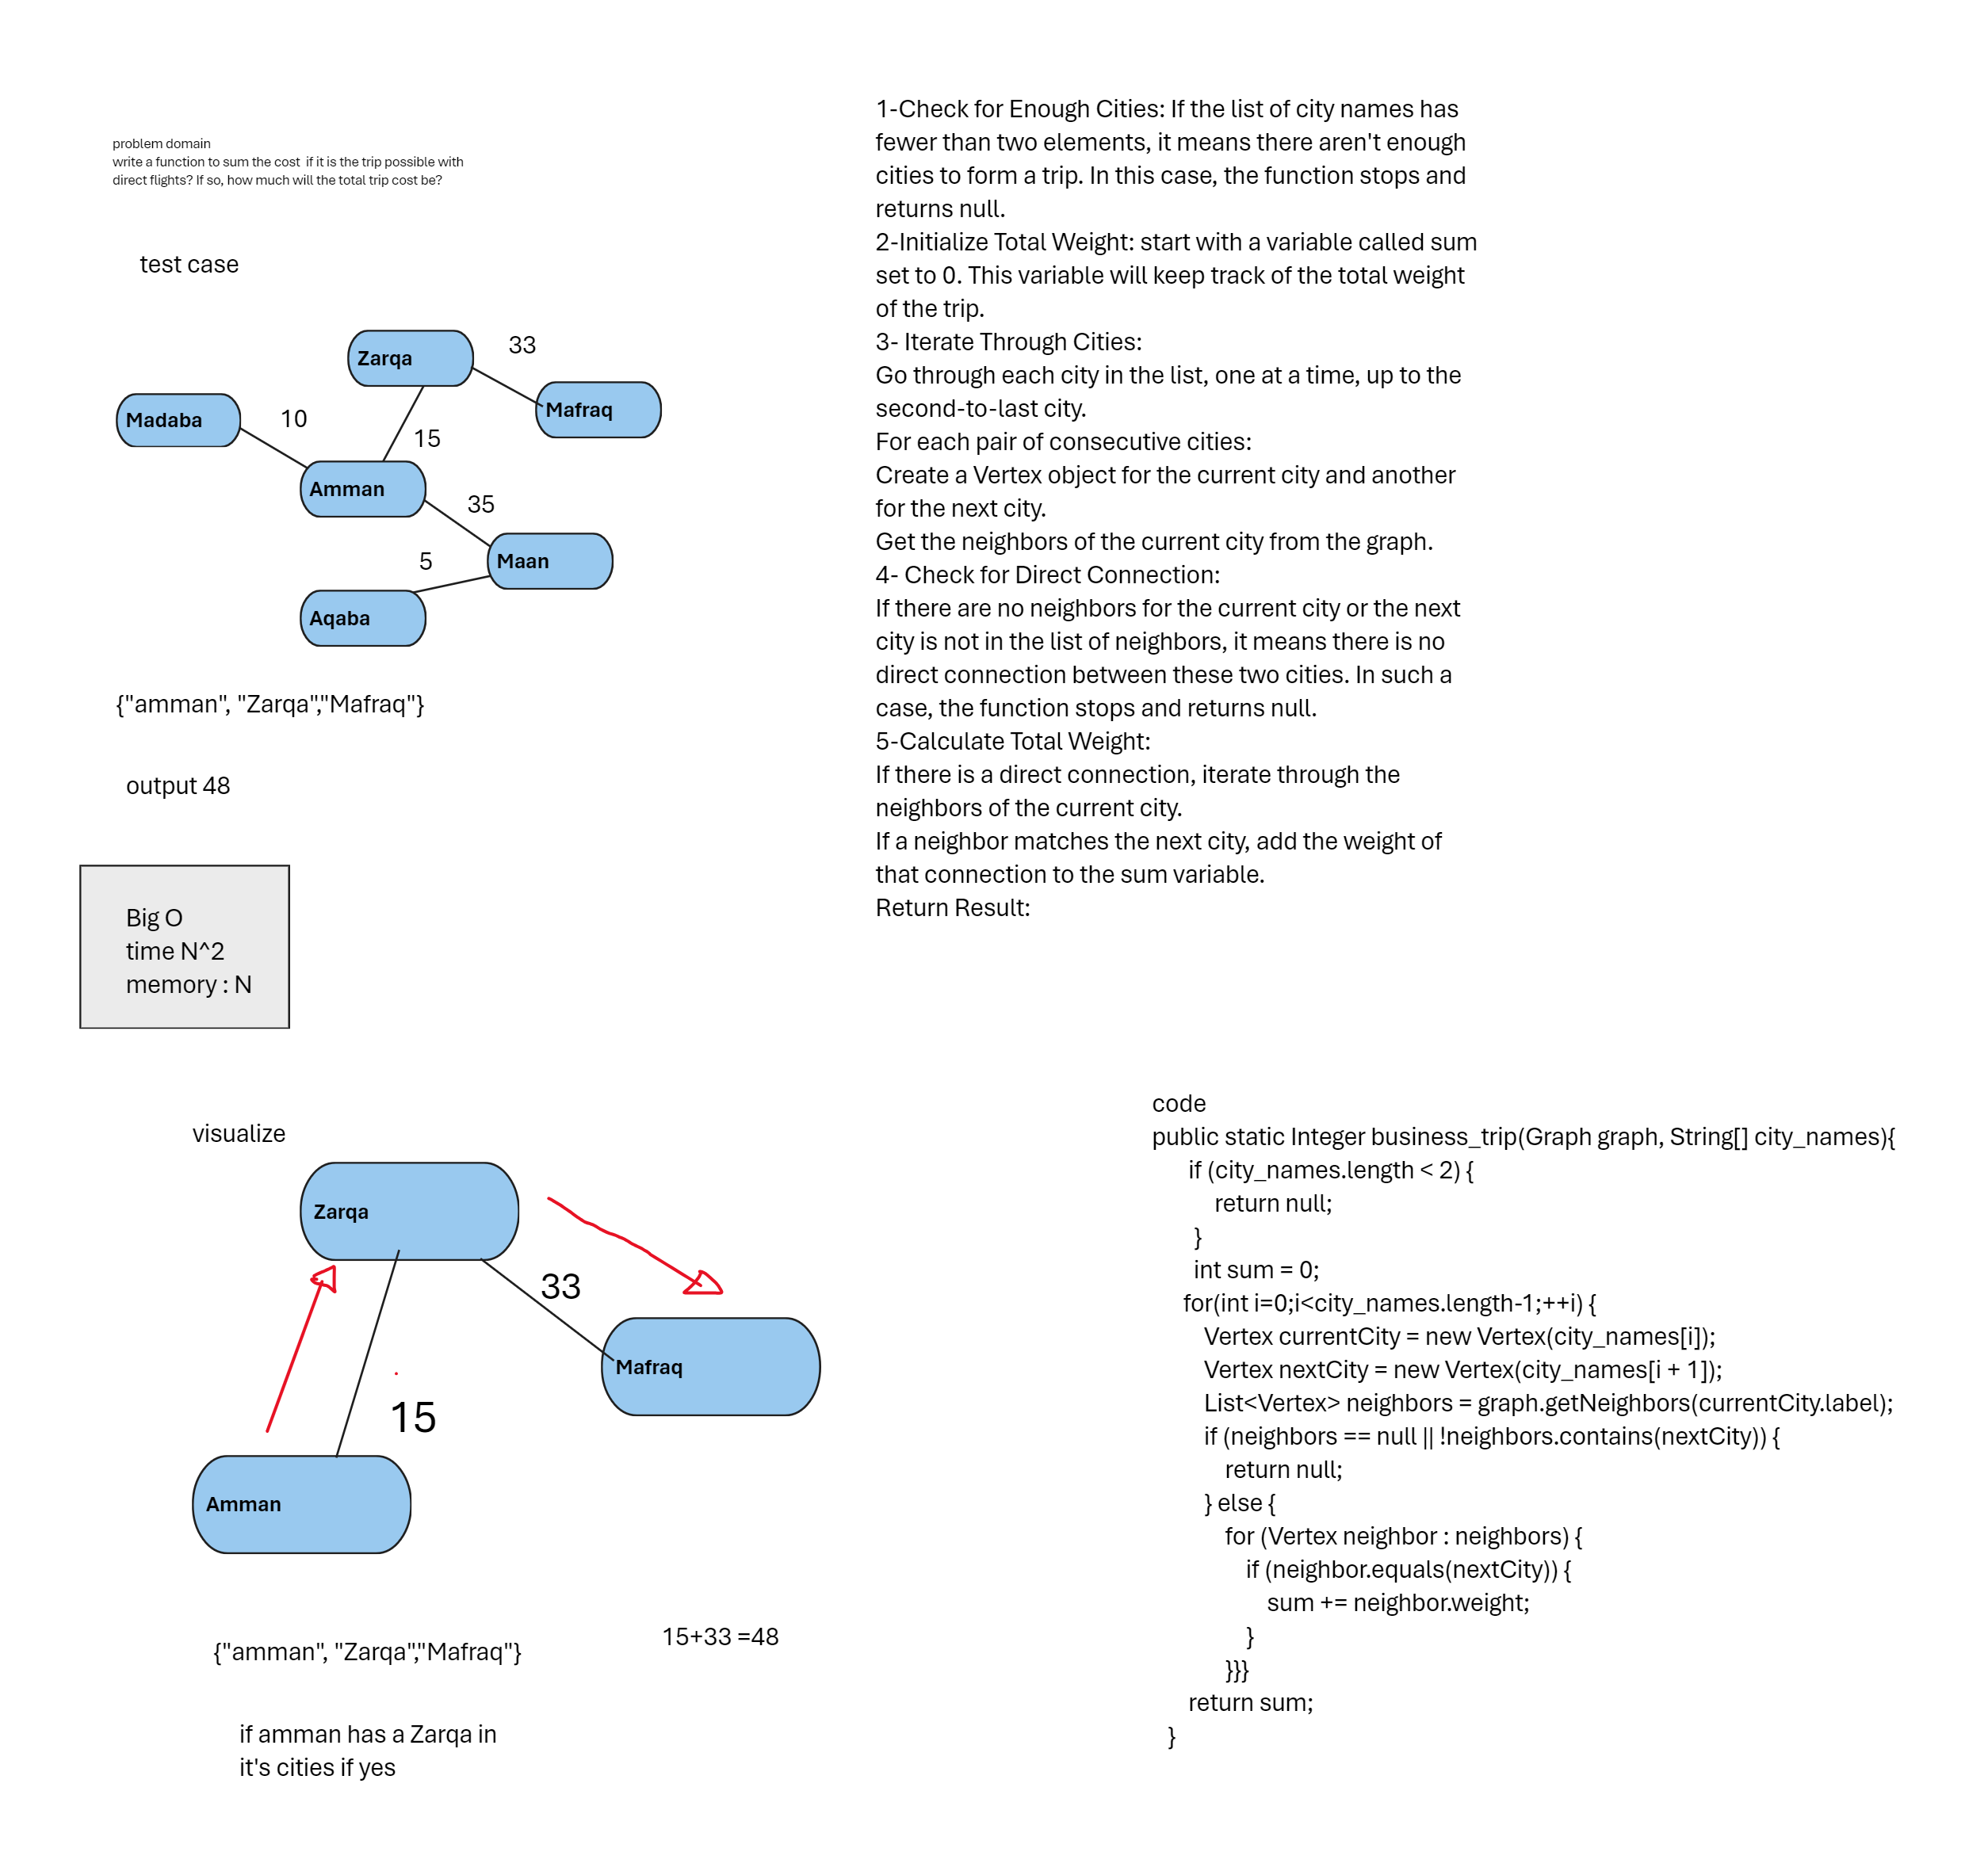 problem domain
write a function to sum the cost  if it is the trip possible with
direct flights? If so, how much will the total trip cost be?
test case
Zarqa
33
Mafraq
Madaba
10
15
Amman
35
Maan
5
Aqaba
{"amman", "Zarqa","Mafraq"}
output 48
Big O
time N^2
memory : N
1-Check for Enough Cities: If the list of city names has
fewer than two elements, it means there aren't enough
cities to form a trip. In this case, the function stops and
returns null.
2-Initialize Total Weight: start with a variable called sum
set to 0. This variable will keep track of the total weight
of the trip.
3- Iterate Through Cities:
Go through each city in the list, one at a time, up to the
second-to-last city.
For each pair of consecutive cities:
Create a Vertex object for the current city and another
for the next city.
Get the neighbors of the current city from the graph.
4- Check for Direct Connection:
If there are no neighbors for the current city or the next
city is not in the list of neighbors, it means there is no
direct connection between these two cities. In such a
case, the function stops and returns null.
5-Calculate Total Weight:
If there is a direct connection, iterate through the
neighbors of the current city.
If a neighbor matches the next city, add the weight of
that connection to the sum variable.
Return Result:
visualize
Zarqa
33
Mafraq
15
Amman
{"amman", "Zarqa","Mafraq"}
15+33 =48
if amman has a Zarqa in
it's cities if yes
code
public static Integer business_trip(Graph graph, String[] city_names){
if (city_names.length < 2) {
return null;
}
int sum = 0;
for(int i=0;i<city_names.length-1;++i) {
Vertex currentCity = new Vertex(city_names[i]);
Vertex nextCity = new Vertex(city_names[i + 1]);
List<Vertex> neighbors = graph.getNeighbors(currentCity.label);
if (neighbors == null || !neighbors.contains(nextCity)) {
return null;
} else {
for (Vertex neighbor : neighbors) {
if (neighbor.equals(nextCity)) {
sum += neighbor.weight;
}
}}}
return sum;
}